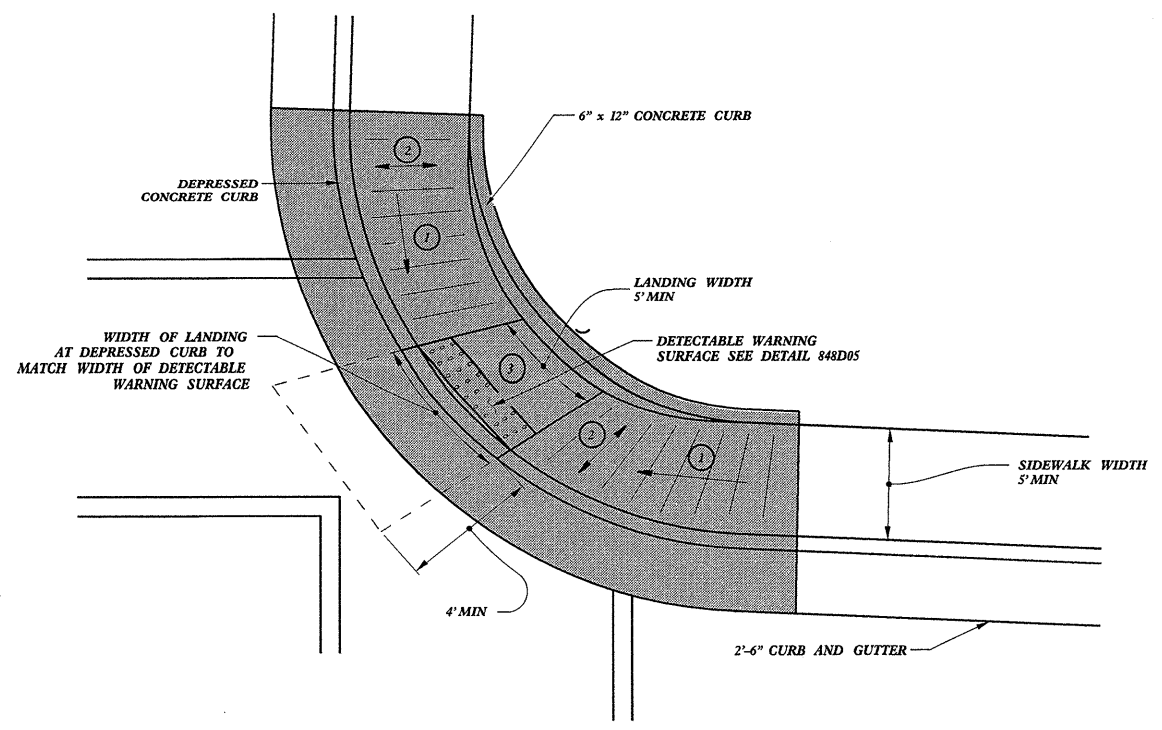 6" x 12" CONCRETE CURB
2
DEPRESSED
CONCRETE CURB
1
LANDING WIDTH
5' MIN
WIDTH OF LANDING
AT DEPRESSED CURB TO
MATCH WIDTH OF DETECTABLE
WARNING SURFACE
DETECTABLE WARNING
SURFACE SEE DETAIL 848D05
3
2
1
SIDEWALK WIDTH
5' MIN
4' MIN
2'-6" CURB AND GUTTER